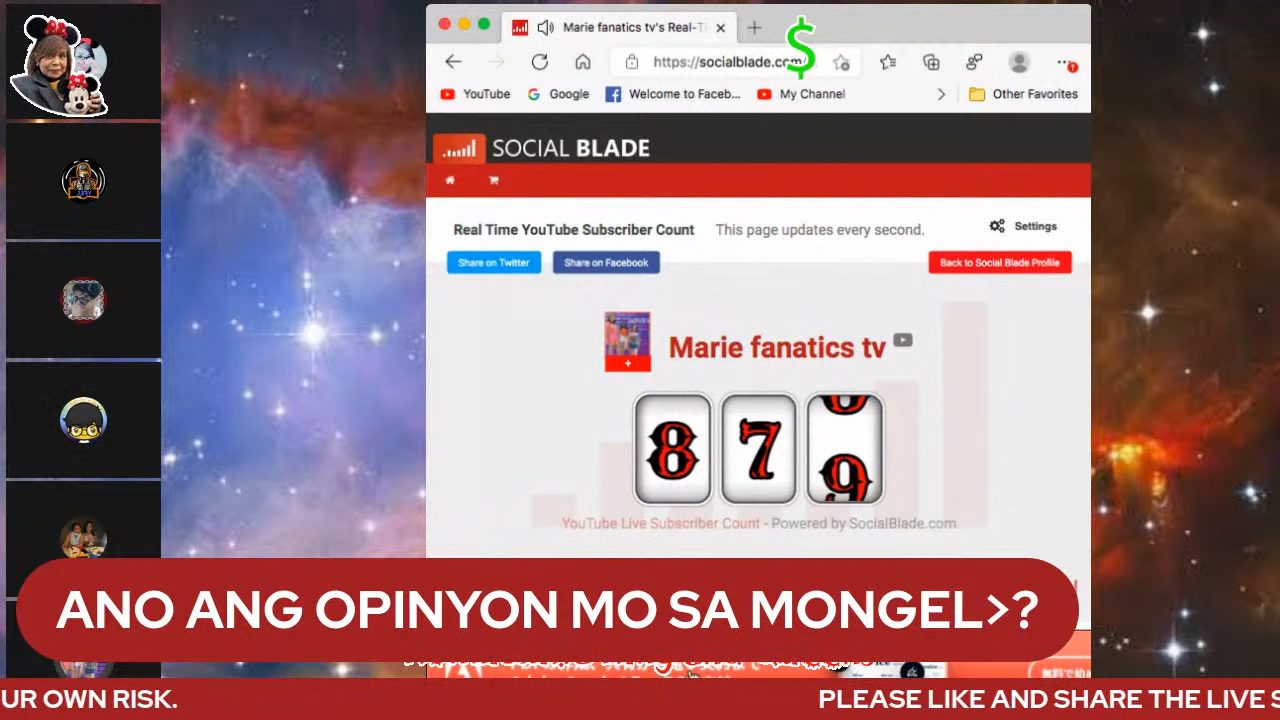 Marie fanatics tv's Real-T
https://socialblade.com/
$
YouTube
Google
Welcome to Faceb...
My Channel
Other Favorites
SOCIAL BLADE
Real Time YouTube Subscriber Count
This page updates every second.
Settings
Share on Twitter
Share on Facebook
Back to Social Blade Profile
Marie fanatics tv
8 7 9
YouTube Live Subscriber Count - Powered by SocialBlade.com
ANO ANG OPINYON MO SA MONGEL>?
UR OWN RISK.
PLEASE LIKE AND SHARE THE LIVE S